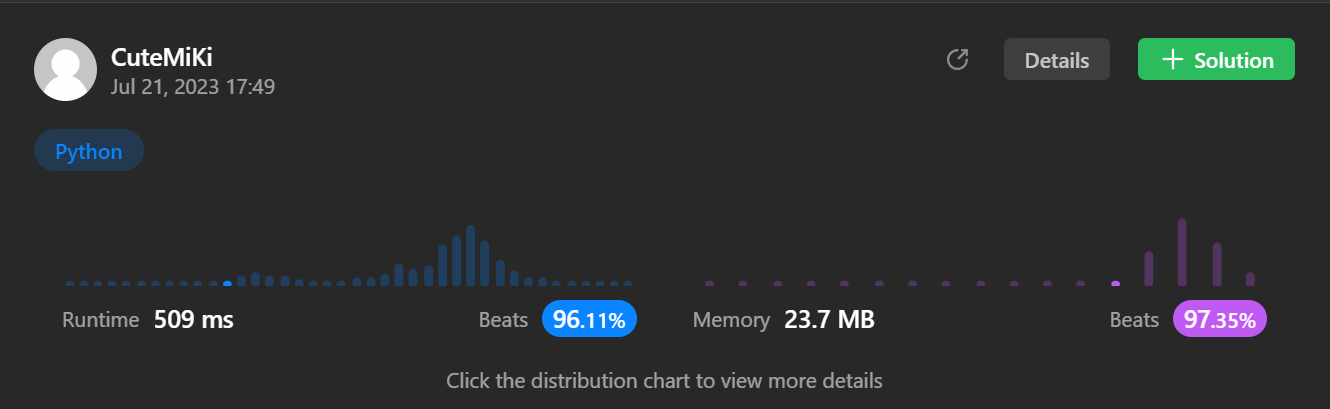 CuteMiKi
Jul 21, 2023 17:49
Details
+ Solution
Python
Runtime 509 ms Beats 96.11% Memory 23.7 MB Beats 97.35%
Click the distribution chart to view more details